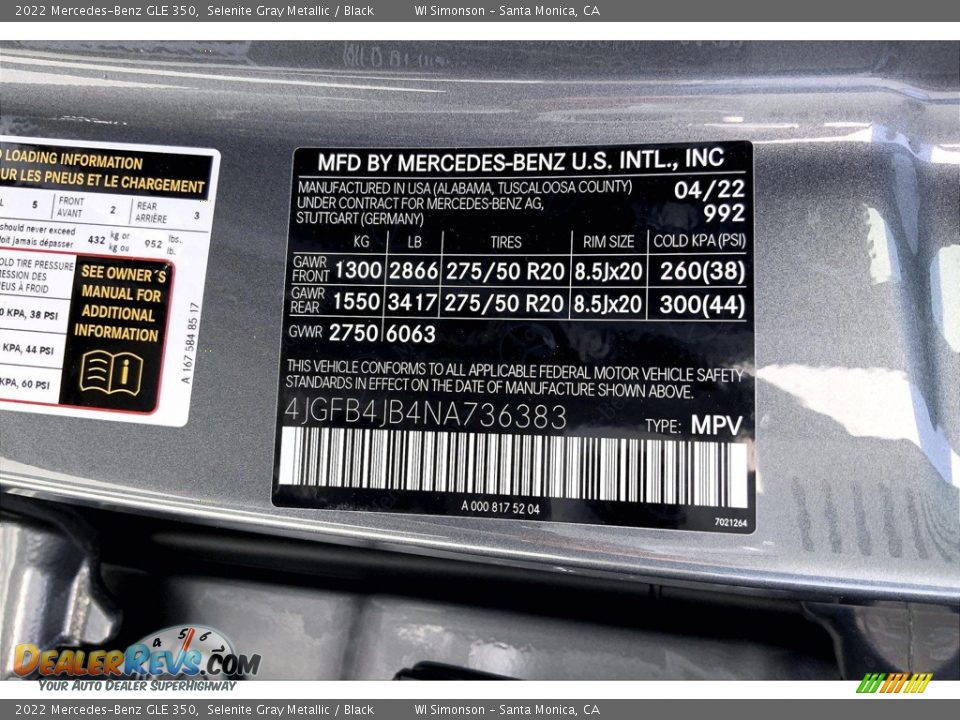 2022 Mercedes-Benz GLE 350, Selenite Gray Metallic / Black WI Simonson - Santa Monica, CA
LOADING INFORMATION
UR LES PNEUS ET LE CHARGEMENT
5 FRONT AVANT 2 REAR ARRIÈRE 3
should never exceed
doit jamais dépasser 432 kg or kg ou 952 lbs. lb.
OLD TIRE PRESSURE
ESSION DES
NEUS À FROID
0 KPA, 38 PSI
KPA, 44 PSI
KPA, 60 PSI
SEE OWNER´S
MANUAL FOR
ADDITIONAL
INFORMATION
A 167 584 85 17
MFD BY MERCEDES-BENZ U.S. INTL., INC
MANUFACTURED IN USA (ALABAMA, TUSCALOOSA COUNTY)
UNDER CONTRACT FOR MERCEDES-BENZ AG,
STUTTGART (GERMANY)
04/22
992
KG LB TIRES RIM SIZE COLD KPA (PSI)
GAWR FRONT 1300 2866 275/50 R20 8.5Jx20 260(38)
GAWR REAR 1550 3417 275/50 R20 8.5Jx20 300(44)
GVWR 2750 6063
THIS VEHICLE CONFORMS TO ALL APPLICABLE FEDERAL MOTOR VEHICLE SAFETY
STANDARDS IN EFFECT ON THE DATE OF MANUFACTURE SHOWN ABOVE.
4JGFB4JB4NA736383 TYPE: MPV
A 000 817 52 04
7021264
4 5 6
DEALERREVS.COM
YOUR AUTO DEALER SUPERHIGHWAY
2022 Mercedes-Benz GLE 350, Selenite Gray Metallic / Black WI Simonson - Santa Monica, CA